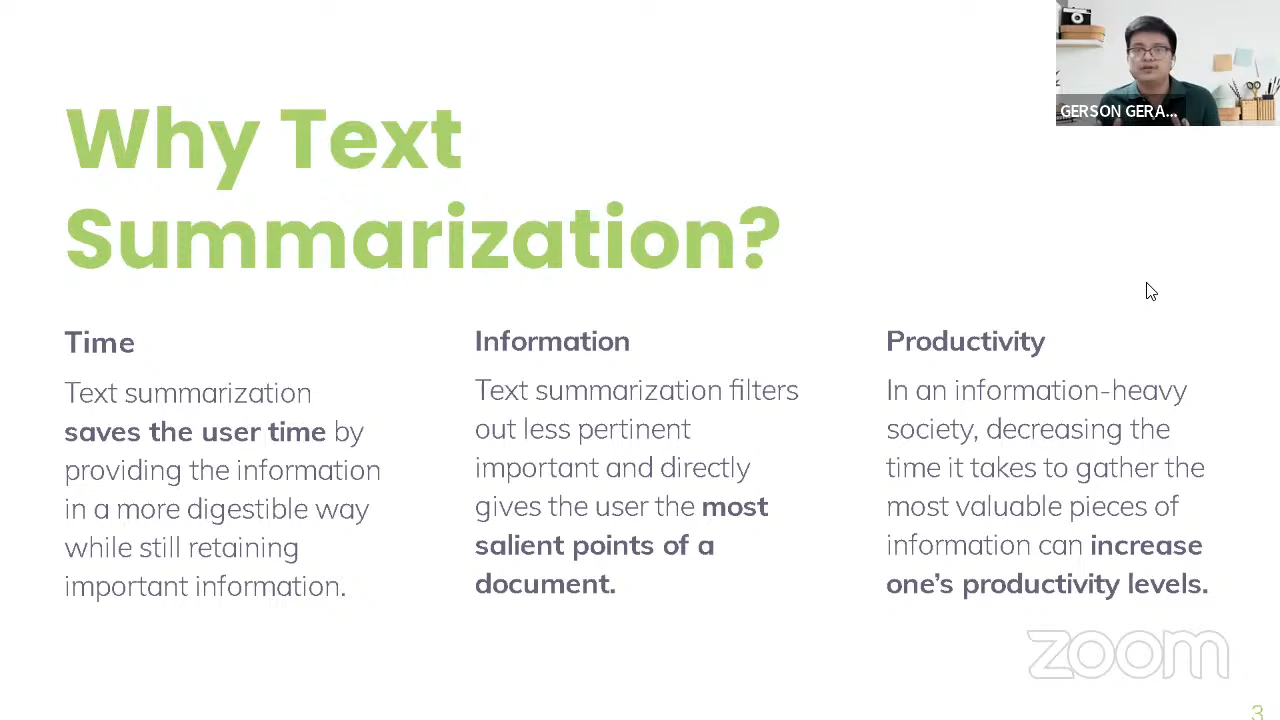 GERSON GERA...
Why Text
Summarization?
Time
Text summarization
saves the user time by
providing the information
in a more digestible way
while still retaining
important information.
Information
Text summarization filters
out less pertinent
important and directly
gives the user the most
salient points of a
document.
Productivity
In an information-heavy
society, decreasing the
time it takes to gather the
most valuable pieces of
information can increase
one's productivity levels.
zoom
3